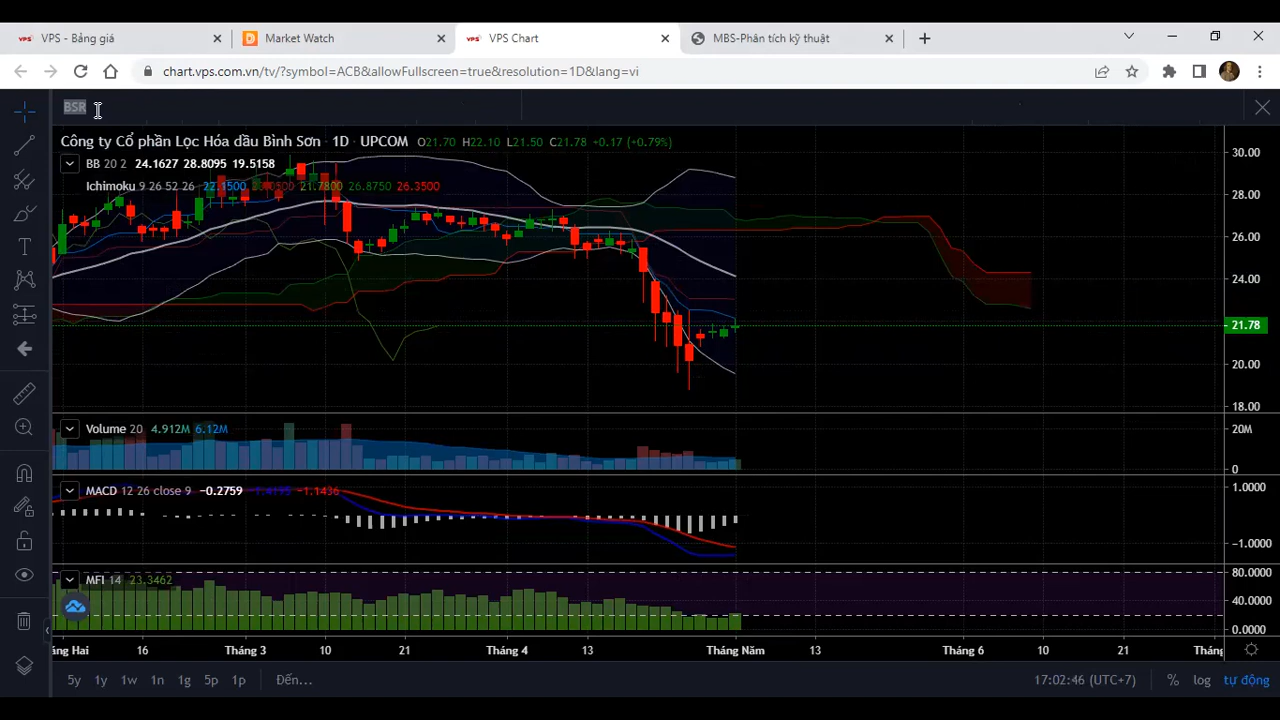 VPS - Bảng giá
Market Watch
VPS Chart
MBS-Phân tích kỹ thuật
chart.vps.com.vn/tv/?symbol=ACB&allowFullscreen=true&resolution=1D&lang=vi
BSR
Công ty Cổ phần Lọc Hóa dầu Bình Sơn · 1D · UPCOM O21.70 H22.10 L21.50 C21.78 +0.17 (+0.79%)
BB 20 2 24.1627 28.8095 19.5158
Ichimoku 9 26 52 26 22.1500 21.7800 26.8750 26.3500
30.00
28.00
26.00
24.00
21.78
20.00
18.00
Volume 20 4.912M 6.12M
20M
0
MACD 12 26 close 9 -0.2759 -1.4195 -1.1436
1.0000
-1.0000
MFI 14 23.3462
80.0000
40.0000
0.0000
áng Hai 16 Tháng 3 10 21 Tháng 4 13 Tháng Năm 13 Tháng 6 10 21 Thán
5y 1y 1w 1n 1g 5p 1p Đến... 17:02:46 (UTC+7) % log tự động